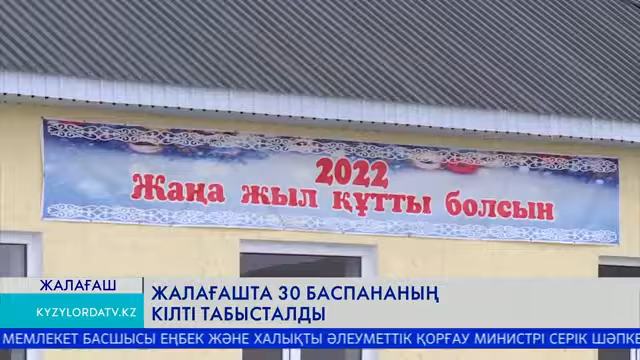 2022
Жаңа жыл құтты болсын
ЖАЛАҒАШ
KYZYLORDATV.KZ
ЖАЛАҒАШТА 30 БАСПАНАНЫҢ
КІЛТІ ТАБЫСТАЛДЫ
МЕМЛЕКЕТ БАСШЫСЫ ЕҢБЕК ЖӘНЕ ХАЛЫҚТЫ ӘЛЕУМЕТТІК ҚОРҒАУ МИНИСТРІ СЕРІК ШӘПКЕ